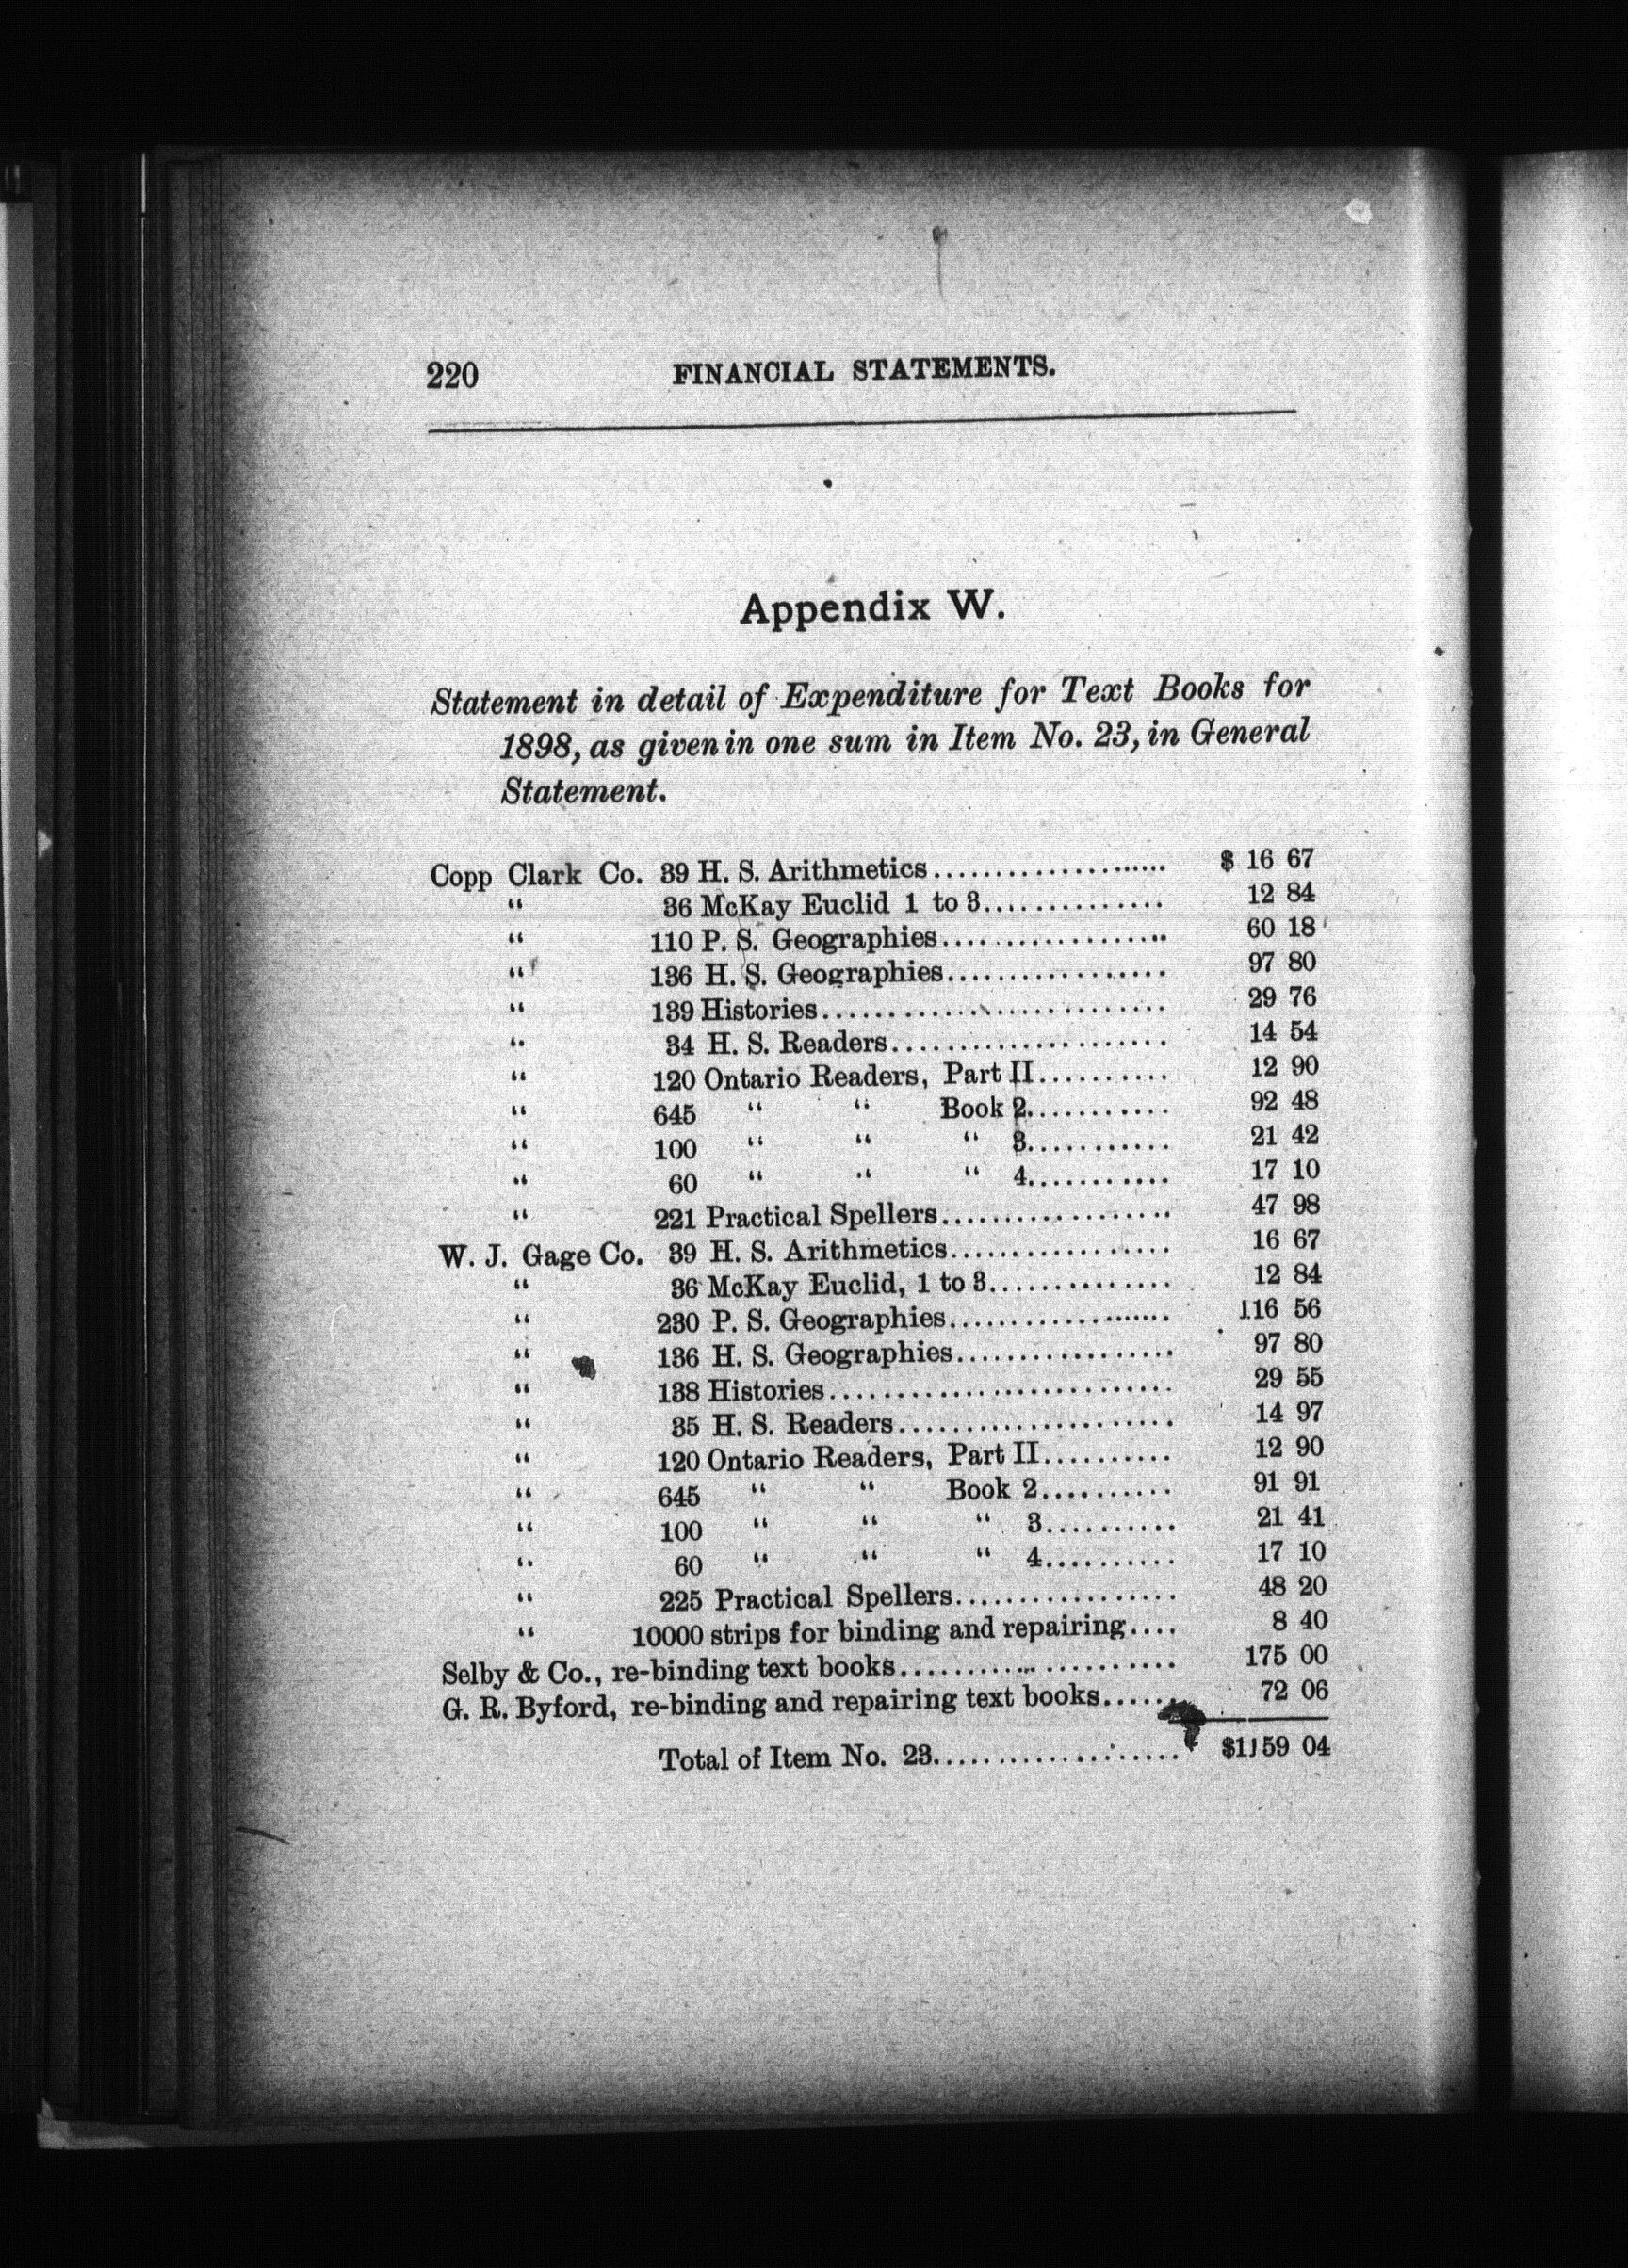 220 FINANCIAL STATEMENTS.
Appendix W.
Statement in detail of Expenditure for Text Books for
1898, as given in one sum in Item No. 23, in General
Statement.
Copp Clark Co. 39 H. S. Arithmetics.................... $ 16 67
“ 36 McKay Euclid 1 to 3.............. 12 84
“ 110 P. S. Geographies.................. 60 18
“ 136 H. S. Geographies................. 97 80
“ 139 Histories.......................... 29 76
“ 34 H. S. Readers..................... 14 54
“ 120 Ontario Readers, Part II.......... 12 90
“ 645 “ “ Book 2........... 92 48
“ 100 “ “ “ 3........... 21 42
“ 60 “ “ “ 4........... 17 10
“ 221 Practical Spellers.................. 47 98
W. J. Gage Co. 39 H. S. Arithmetics................. 16 67
“ 36 McKay Euclid, 1 to 3.............. 12 84
“ 230 P. S. Geographies................... 116 56
“ 136 H. S. Geographies................. 97 80
“ 138 Histories.......................... 29 55
“ 35 H. S. Readers..................... 14 97
“ 120 Ontario Readers, Part II.......... 12 90
“ 645 “ “ Book 2.......... 91 91
“ 100 “ “ “ 3.......... 21 41
“ 60 “ “ “ 4.......... 17 10
“ 225 Practical Spellers................. 48 20
“ 10000 strips for binding and repairing.... 8 40
Selby & Co., re-binding text books..................... 175 00
G. R. Byford, re-binding and repairing text books...... 72 06
Total of Item No. 23................... $1159 04